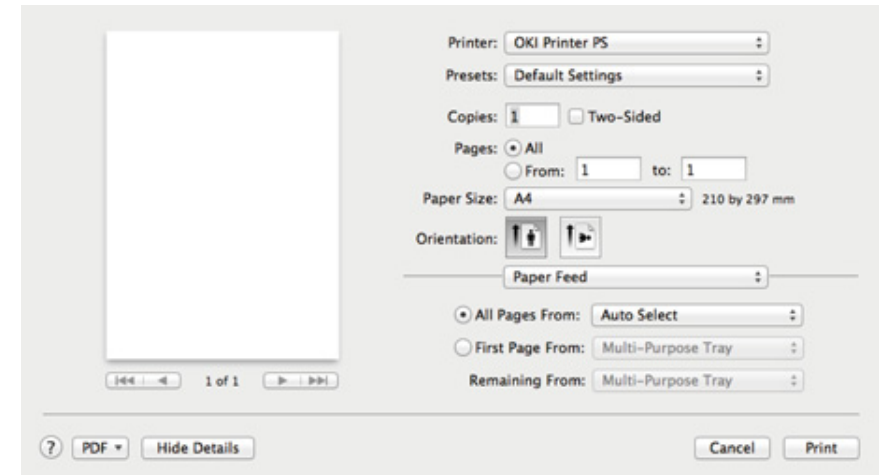 Printer: OKI Printer PS
Presets: Default Settings
Copies: 1 Two-Sided
Pages: All
From: 1 to: 1
Paper Size: A4 210 by 297 mm
Orientation:
Paper Feed
All Pages From: Auto Select
First Page From: Multi-Purpose Tray
1 of 1
Remaining From: Multi-Purpose Tray
? PDF Hide Details Cancel Print